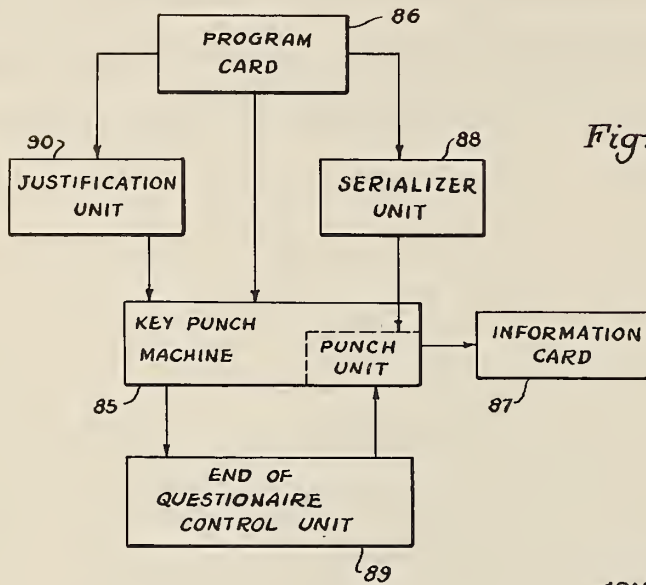 86
PROGRAM
CARD
90
88
Fig.
JUSTIFICATION
UNIT
SERIALIZER
UNIT
KEY PUNCH
MACHINE
PUNCH
UNIT
INFORMATION
CARD
85
87
END OF
QUESTIONAIRE
CONTROL UNIT
89